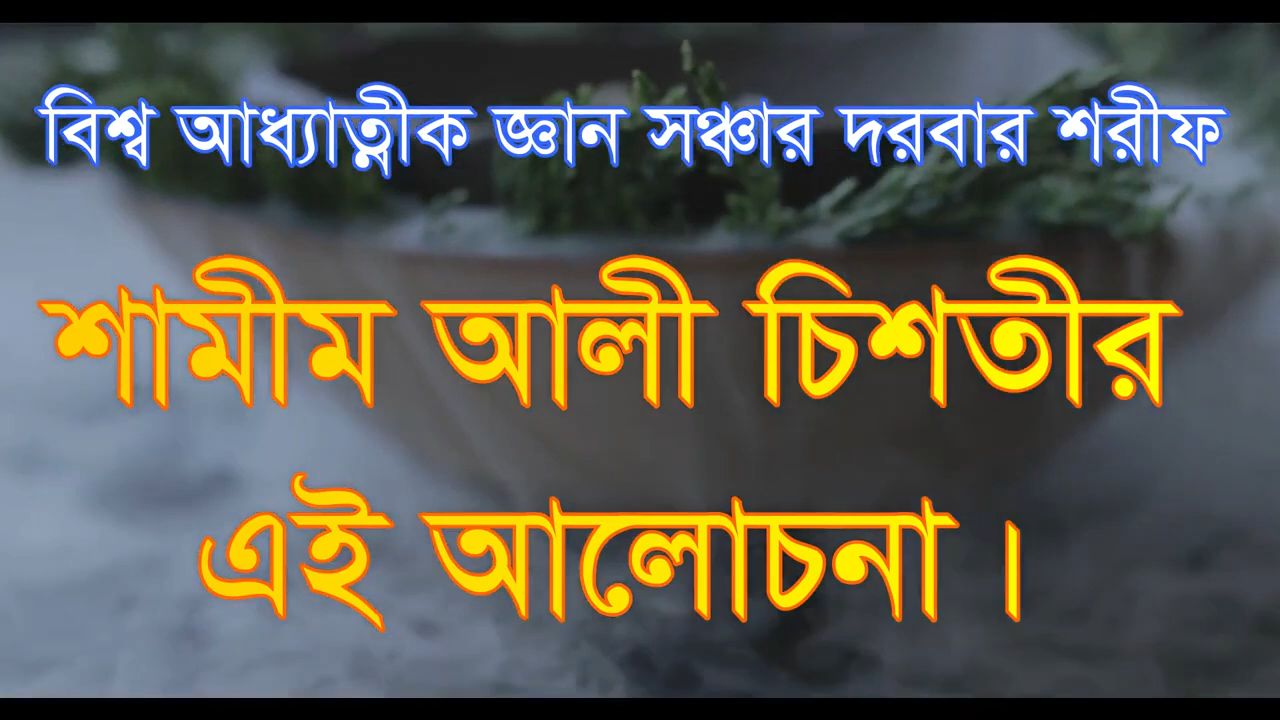 বিশ্ব আধ্যাত্নীক জ্ঞান সঞ্চার দরবার শরীফ
শামীম আলী চিশতীর
এই আলোচনা ।